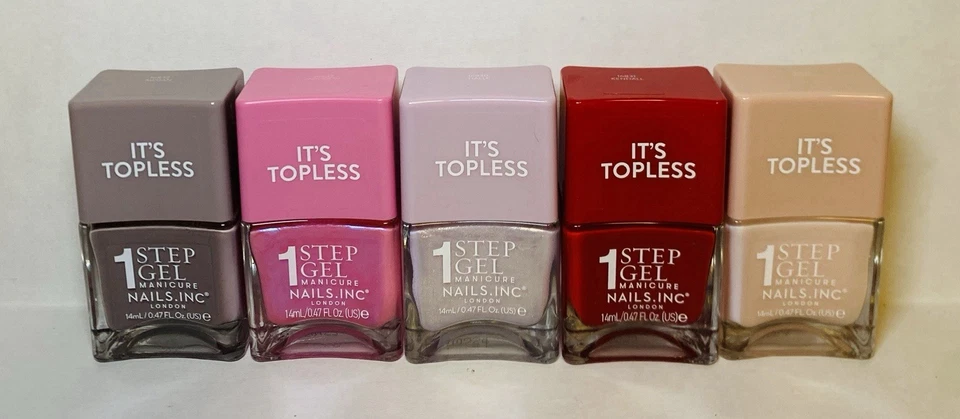 IT'S
TOPLESS
1 STEP
GEL
MANICURE
NAILS.INC®
LONDON
14mL/0.47 FL.Oz. (US)℮
IT'S
TOPLESS
1 STEP
GEL
MANICURE
NAILS.INC®
LONDON
14mL/0.47 FL.Oz. (US)℮
IT'S
TOPLESS
1 STEP
GEL
MANICURE
NAILS.INC®
LONDON
14mL/0.47 FL.Oz. (US)℮
IT'S
TOPLESS
1 STEP
GEL
MANICURE
NAILS.INC®
LONDON
14mL/0.47 FL.Oz. (US)℮
IT'S
TOPLESS
1 STEP
GEL
MANICURE
NAILS.INC®
LONDON
14mL/0.47 FL.Oz. (US)℮